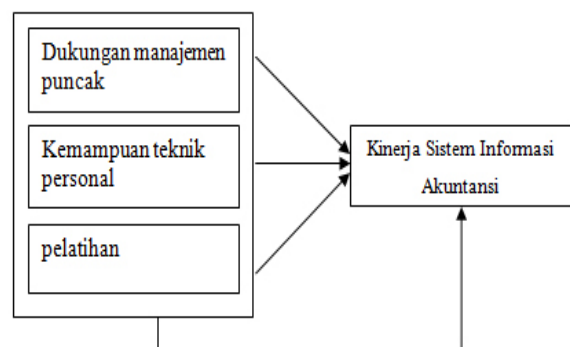 Dukungan manajemen
puncak
Kemampuan teknik
personal
pelatihan
Kinerja Sistem Informasi
Akuntansi